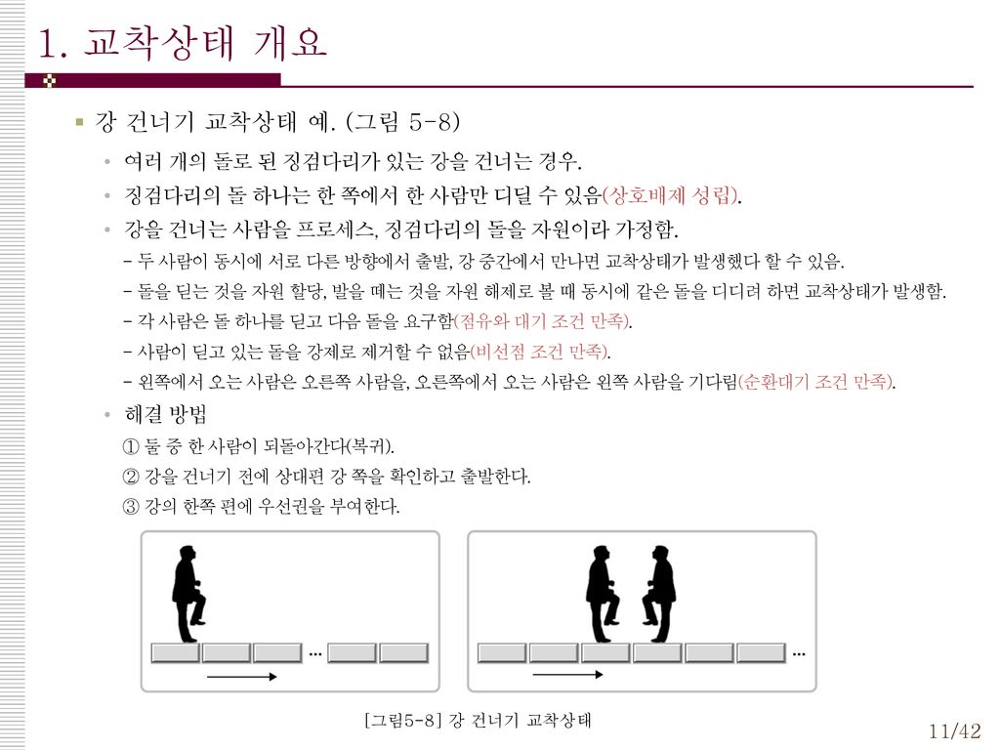 1. 교착상태 개요
▪ 강 건너기 교착상태 예. (그림 5-8)
• 여러 개의 돌로 된 징검다리가 있는 강을 건너는 경우.
• 징검다리의 돌 하나는 한 쪽에서 한 사람만 디딜 수 있음(상호배제 성립).
• 강을 건너는 사람을 프로세스, 징검다리의 돌을 자원이라 가정함.
- 두 사람이 동시에 서로 다른 방향에서 출발, 강 중간에서 만나면 교착상태가 발생했다 할 수 있음.
- 돌을 딛는 것을 자원 할당, 발을 떼는 것을 자원 해제로 볼 때 동시에 같은 돌을 디디려 하면 교착상태가 발생함.
- 각 사람은 돌 하나를 딛고 다음 돌을 요구함(점유와 대기 조건 만족).
- 사람이 딛고 있는 돌을 강제로 제거할 수 없음(비선점 조건 만족).
- 왼쪽에서 오는 사람은 오른쪽 사람을, 오른쪽에서 오는 사람은 왼쪽 사람을 기다림(순환대기 조건 만족).
• 해결 방법
① 둘 중 한 사람이 되돌아간다(복귀).
② 강을 건너기 전에 상대편 강 쪽을 확인하고 출발한다.
③ 강의 한쪽 편에 우선권을 부여한다.
... ...
[그림5-8] 강 건너기 교착상태
11/42